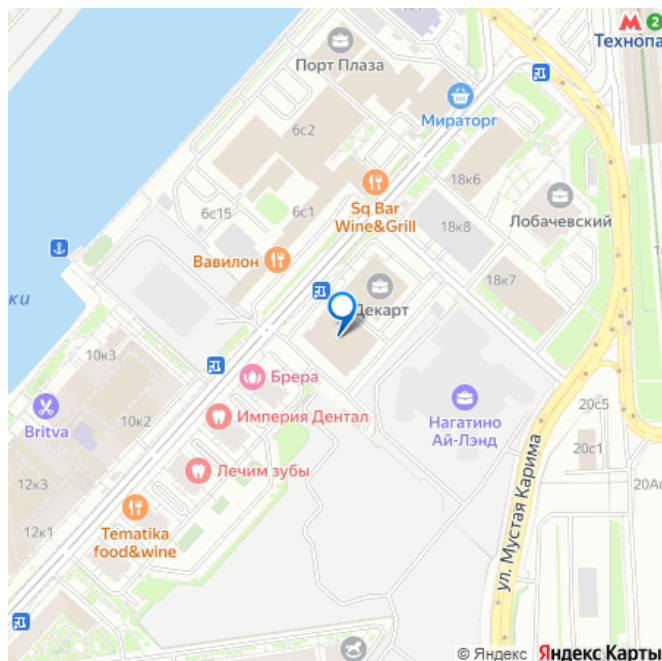 2
Технопа
Порт Плаза
Мираторг
6с2
18к6
Лобачевский
Sq Bar
Wine&Grill
6с15
6с1
18к8
Вавилон
18к7
Декарт
ки
10к3
Брера
20с5
Britva
10к2
Империя Дентал
Нагатино
Ай-Лэнд
20с1
ул. Мустая Карима
Лечим зубы
12к3
20Ас
12к1
Tematika
food&wine
© Яндекс Яндекс Карты